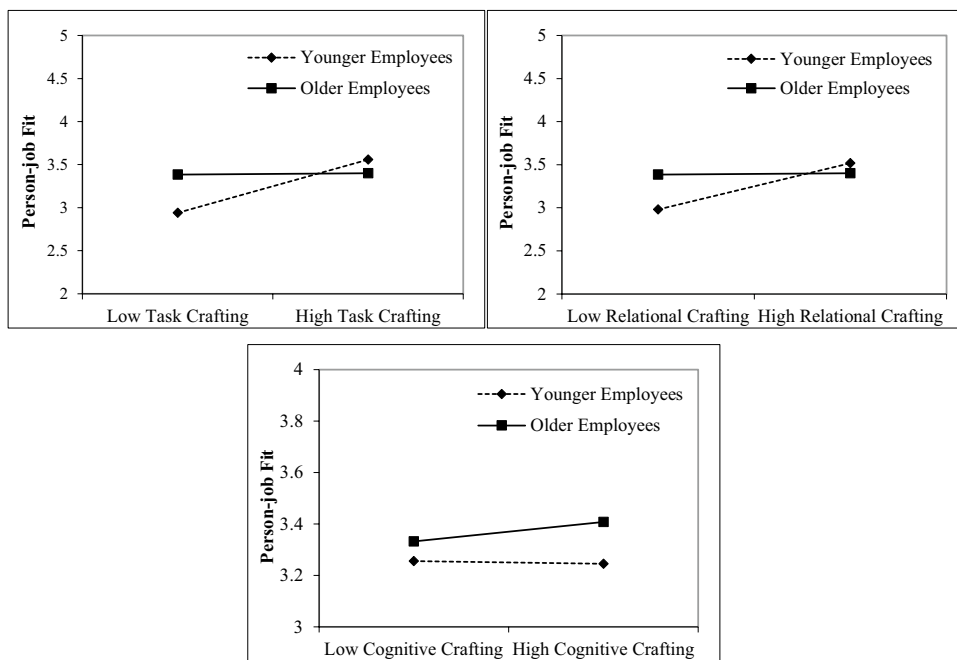 5
4.5
4
3.5
3
2.5
2
Person-job Fit
Younger Employees
Older Employees
Low Task Crafting High Task Crafting
5
4.5
4
3.5
3
2.5
2
Person-job Fit
Younger Employees
Older Employees
Low Relational Crafting High Relational Crafting
4
3.8
3.6
3.4
3.2
3
Person-job Fit
Younger Employees
Older Employees
Low Cognitive Crafting High Cognitive Crafting